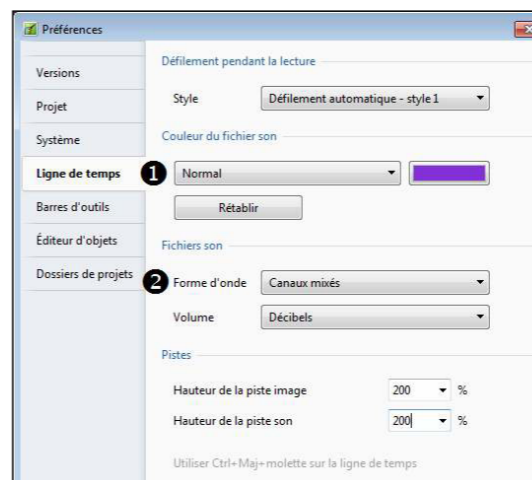 Préférences
Versions
Projet
Système
Ligne de temps
Barres d'outils
Éditeur d'objets
Dossiers de projets
Défilement pendant la lecture
Style Défilement automatique - style 1
Couleur du fichier son
1 Normal
Rétablir
Fichiers son
2 Forme d'onde Canaux mixés
Volume Décibels
Pistes
Hauteur de la piste image 200 %
Hauteur de la piste son 200 %
Utiliser Ctrl+Maj+molette sur la ligne de temps